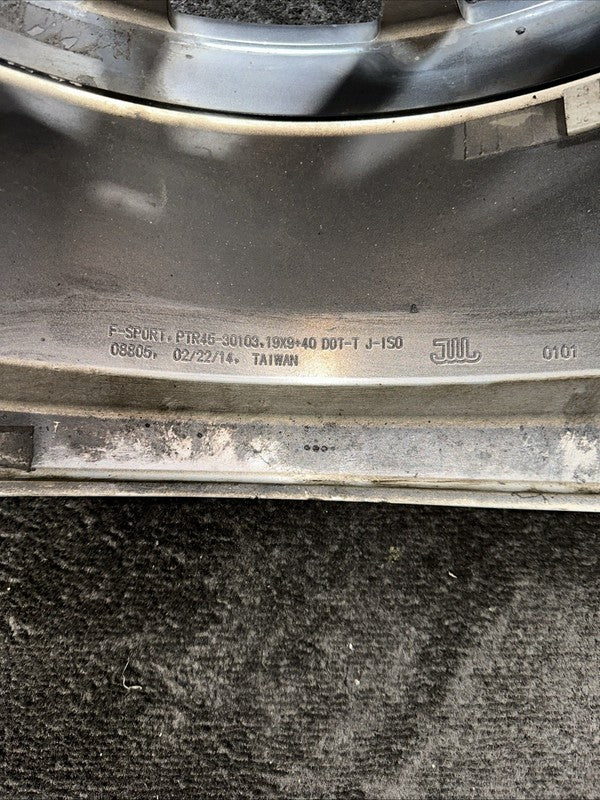 F-SPORT. PTR45-30103.19X9+40 DOT-T J-ISO
08805. 02/22/14. TAIWAN
JWL
0101